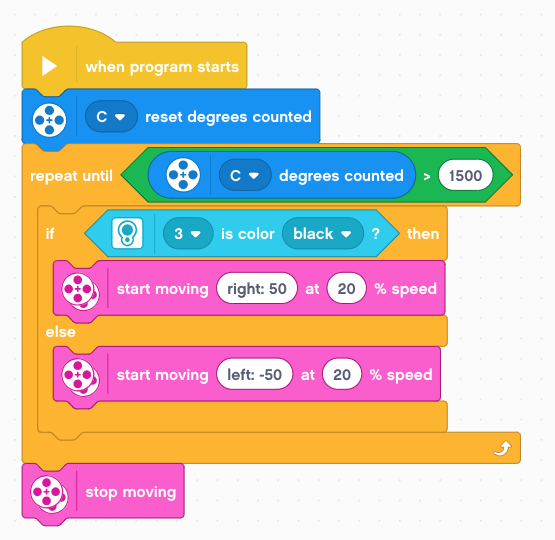 when program starts
C reset degrees counted
repeat until C degrees counted > 1500
if 3 is color black ? then
start moving right: 50 at 20 % speed
else
start moving left: -50 at 20 % speed
stop moving